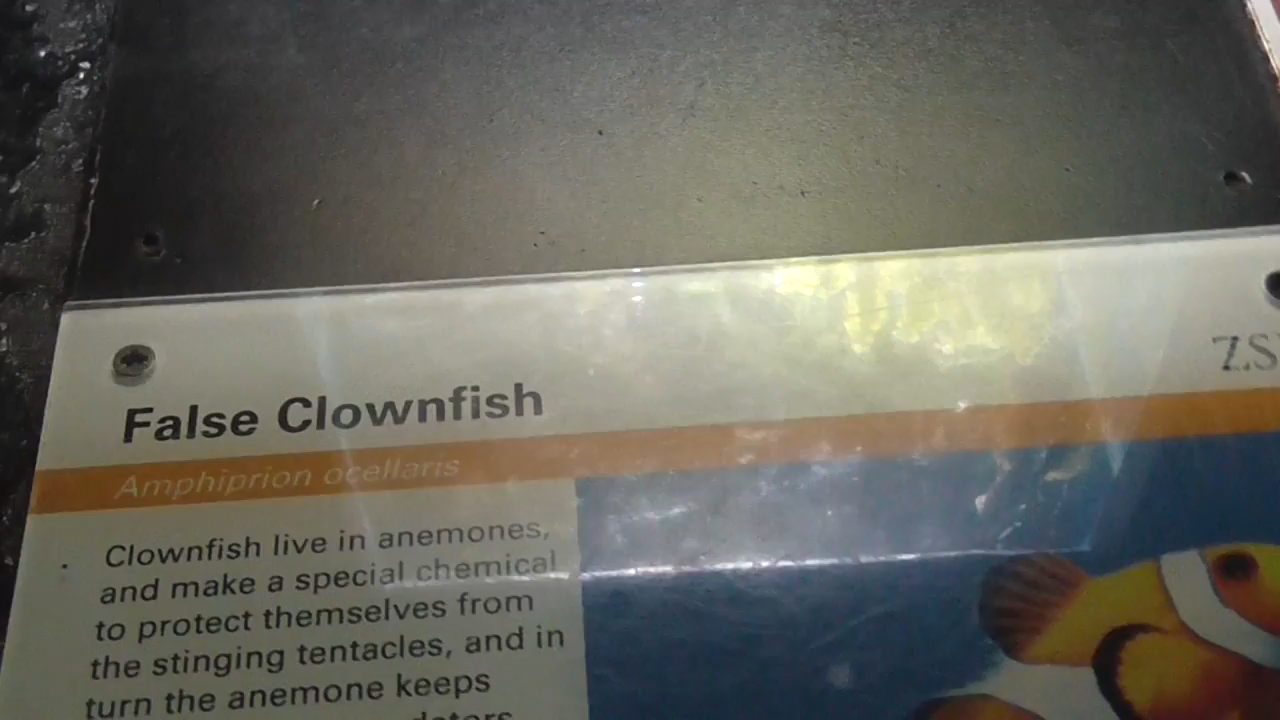 ZS
False Clownfish
Amphiprion ocellaris
Clownfish live in anemones,
and make a special chemical
to protect themselves from
the stinging tentacles, and in
turn the anemone keeps